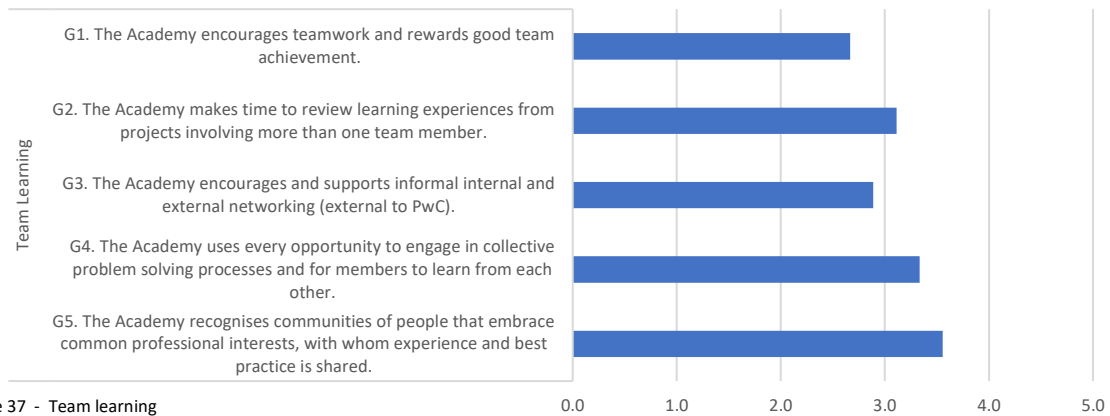 G1. The Academy encourages teamwork and rewards good team
achievement.
G2. The Academy makes time to review learning experiences from
projects involving more than one team member.
G3. The Academy encourages and supports informal internal and
external networking (external to PwC).
G4. The Academy uses every opportunity to engage in collective
problem solving processes and for members to learn from each
other.
G5. The Academy recognises communities of people that embrace
common professional interests, with whom experience and best
practice is shared.
Team Learning
0.0 1.0 2.0 3.0 4.0 5.0
e 37 - Team learning